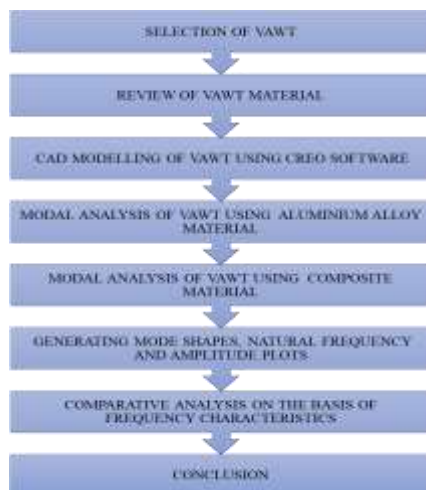 SELECTION OF VAWT
REVIEW OF VAWT MATERIAL
CAD MODELLING OF VAWT USING CREO SOFTWARE
MODAL ANALYSIS OF VAWT USING ALUMINIUM ALLOY
MATERIAL
MODAL ANALYSIS OF VAWT USING COMPOSITE
MATERIAL
GENERATING MODE SHAPES, NATURAL FREQUENCY
AND AMPLITUDE PLOTS
COMPARATIVE ANALYSIS ON THE BASIS OF
FREQUENCY CHARACTERISTICS
CONCLUSION